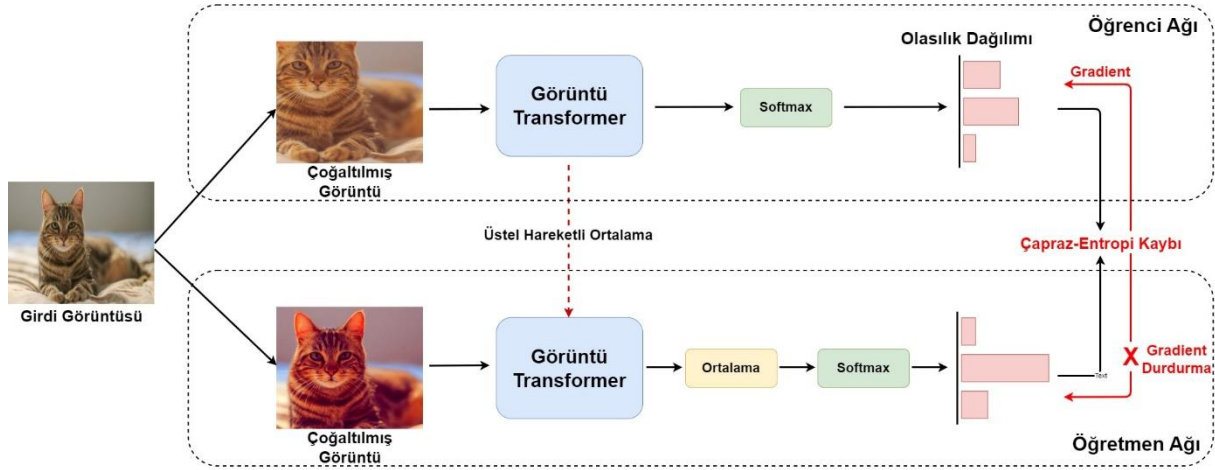 Öğrenci Ağı
Olasılık Dağılımı
Gradient
Görüntü
Transformer
Softmax
Çoğaltılmış
Görüntü
Üstel Hareketli Ortalama
Çapraz-Entropi Kaybı
Girdi Görüntüsü
Görüntü
Transformer
Ortalama
Softmax
Text
X
Gradient
Durdurma
Çoğaltılmış
Görüntü
Öğretmen Ağı